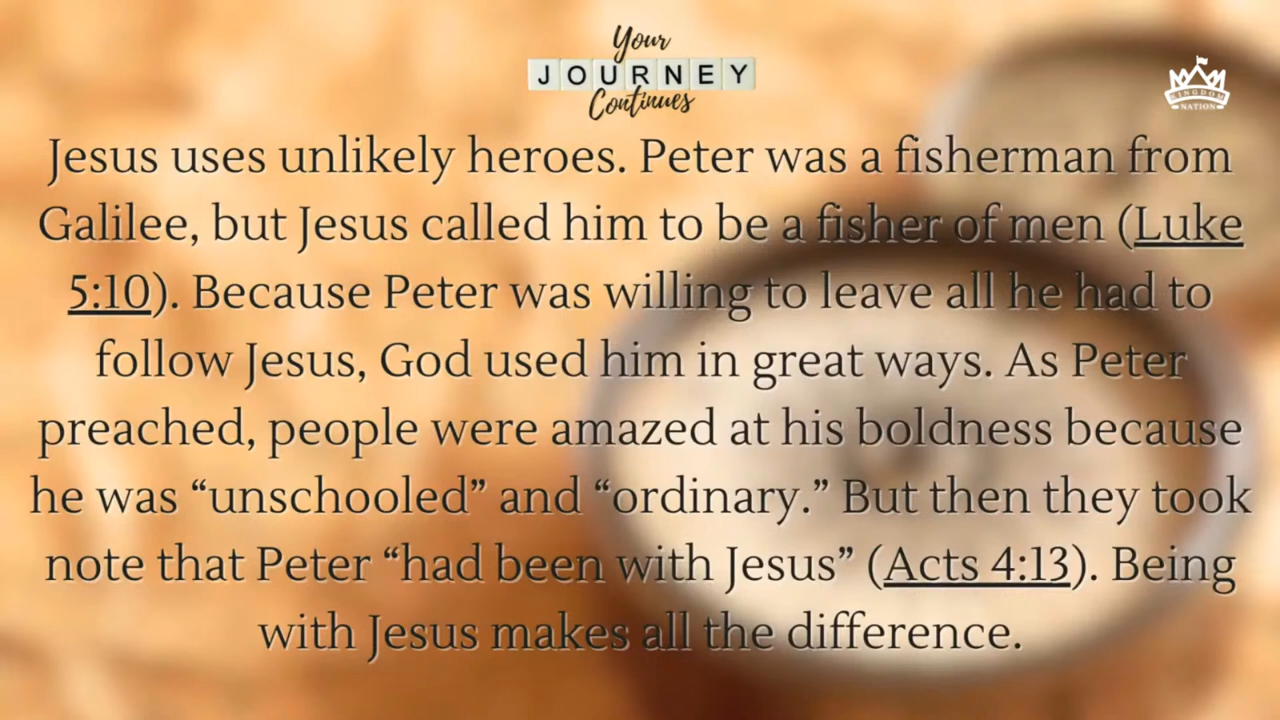 Your
JOURNEY
Continues
KINGDOM
NATION
Jesus uses unlikely heroes. Peter was a fisherman from
Galilee, but Jesus called him to be a fisher of men (Luke
5:10). Because Peter was willing to leave all he had to
follow Jesus, God used him in great ways. As Peter
preached, people were amazed at his boldness because
he was “unschooled” and “ordinary.” But then they took
note that Peter “had been with Jesus” (Acts 4:13). Being
with Jesus makes all the difference.